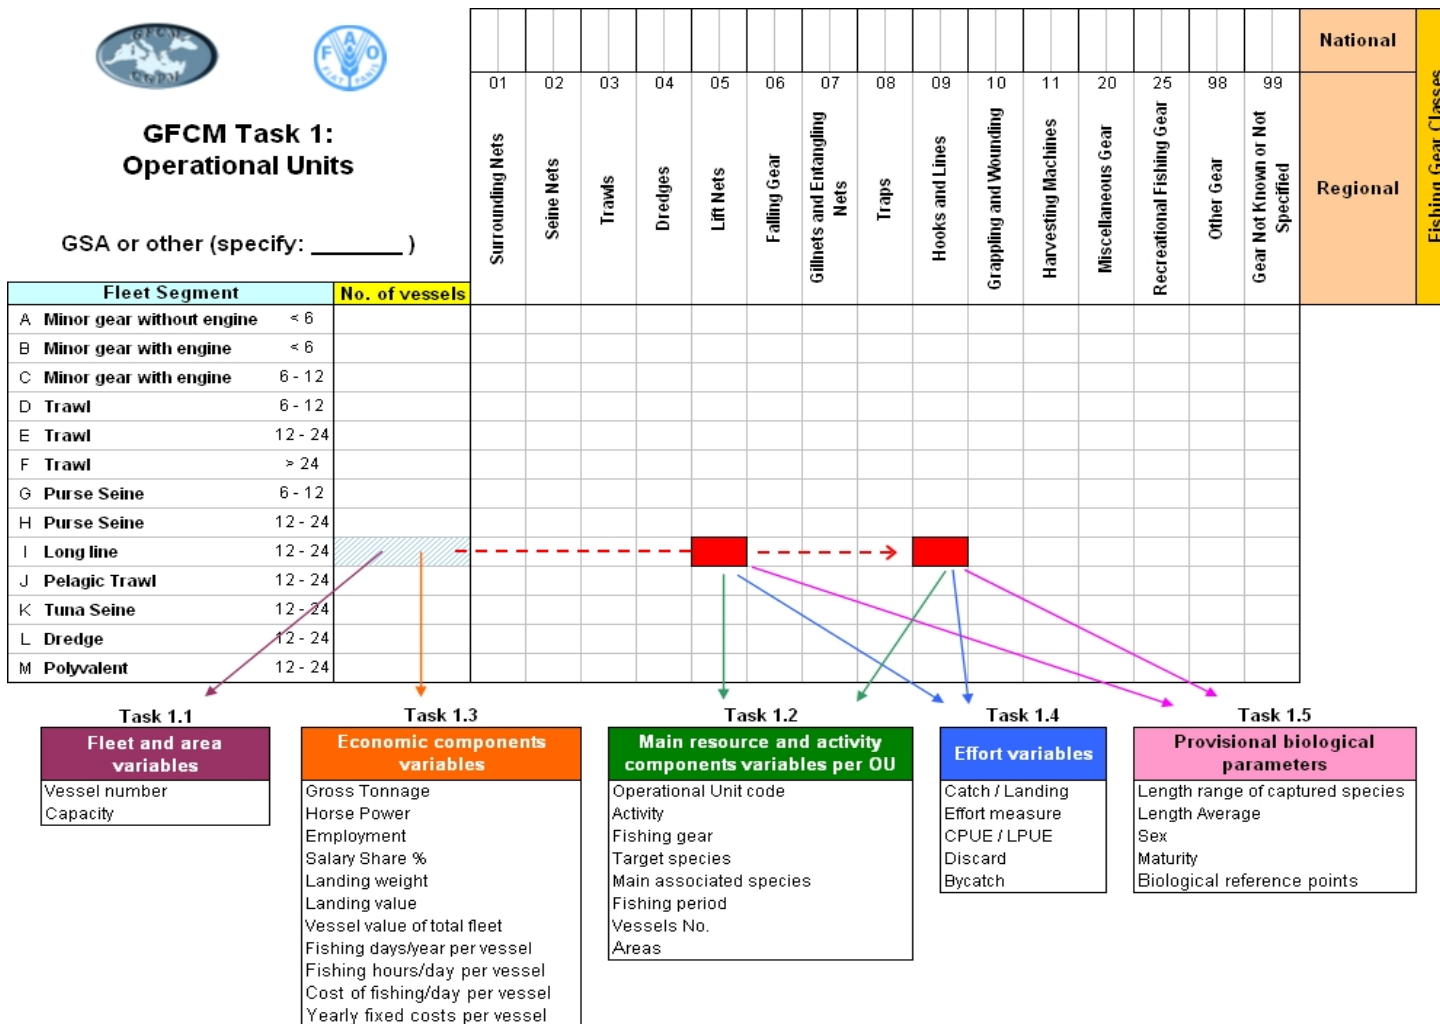 GFCM
CGPM
F A O
FIAT PANIS
GFCM Task 1:
Operational Units
GSA or other (specify: _______ )
National
Regional
Fishing Gear Classes
01 02 03 04 05 06 07 08 09 10 11 20 25 98 99
Surrounding Nets
Seine Nets
Trawls
Dredges
Lift Nets
Falling Gear
Gillnets and Entangling
Nets
Traps
Hooks and Lines
Grappling and Wounding
Harvesting Machines
Miscellaneous Gear
Recreational Fishing Gear
Other Gear
Gear Not Known or Not
Specified
Fleet Segment No. of vessels
A Minor gear without engine < 6
B Minor gear with engine < 6
C Minor gear with engine 6 - 12
D Trawl 6 - 12
E Trawl 12 - 24
F Trawl > 24
G Purse Seine 6 - 12
H Purse Seine 12 - 24
I Long line 12 - 24
J Pelagic Trawl 12 - 24
K Tuna Seine 12 - 24
L Dredge 12 - 24
M Polyvalent 12 - 24
Task 1.1
Fleet and area
variables
Vessel number
Capacity
Task 1.3
Economic components
variables
Gross Tonnage
Horse Power
Employment
Salary Share %
Landing weight
Landing value
Vessel value of total fleet
Fishing days/year per vessel
Fishing hours/day per vessel
Cost of fishing/day per vessel
Yearly fixed costs per vessel
Task 1.2
Main resource and activity
components variables per OU
Operational Unit code
Activity
Fishing gear
Target species
Main associated species
Fishing period
Vessels No.
Areas
Task 1.4
Effort variables
Catch / Landing
Effort measure
CPUE / LPUE
Discard
Bycatch
Task 1.5
Provisional biological
parameters
Length range of captured species
Length Average
Sex
Maturity
Biological reference points